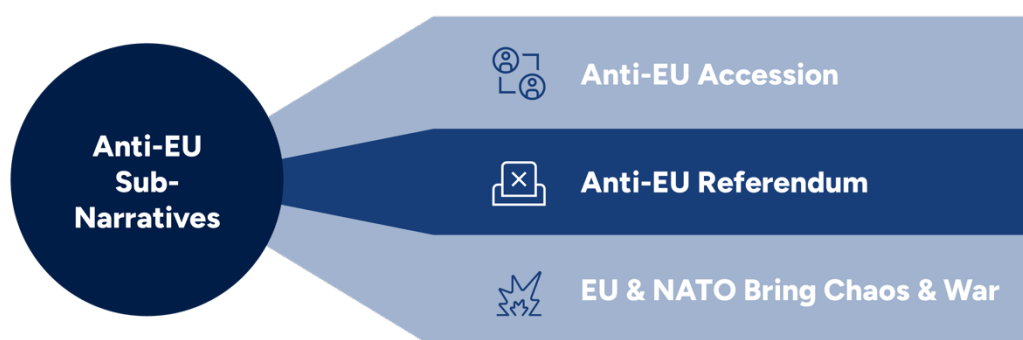 Anti-EU
Sub-
Narratives
Anti-EU Accession
Anti-EU Referendum
EU & NATO Bring Chaos & War